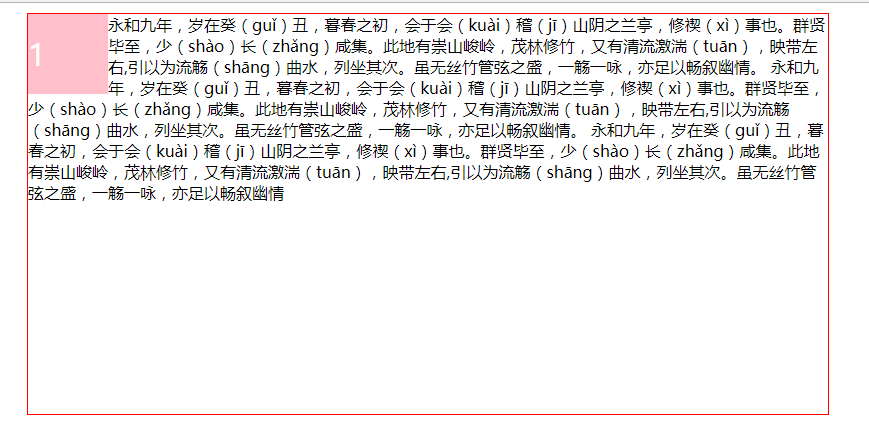 1
永和九年，岁在癸（guǐ）丑，暮春之初，会于会（kuài）稽（jī）山阴之兰亭，修禊（xì）事也。群贤
毕至，少（shào）长（zhǎng）咸集。此地有崇山峻岭，茂林修竹，又有清流激湍（tuān），映带左
右,引以为流觞（shāng）曲水，列坐其次。虽无丝竹管弦之盛，一觞一咏，亦足以畅叙幽情。 永和九
年，岁在癸（guǐ）丑，暮春之初，会于会（kuài）稽（jī）山阴之兰亭，修禊（xì）事也。群贤毕至，
少（shào）长（zhǎng）咸集。此地有崇山峻岭，茂林修竹，又有清流激湍（tuān），映带左右,引以为流觞
（shāng）曲水，列坐其次。虽无丝竹管弦之盛，一觞一咏，亦足以畅叙幽情。 永和九年，岁在癸（guǐ）丑，暮
春之初，会于会（kuài）稽（jī）山阴之兰亭，修禊（xì）事也。群贤毕至，少（shào）长（zhǎng）咸集。此地
有崇山峻岭，茂林修竹，又有清流激湍（tuān），映带左右,引以为流觞（shāng）曲水，列坐其次。虽无丝竹管
弦之盛，一觞一咏，亦足以畅叙幽情